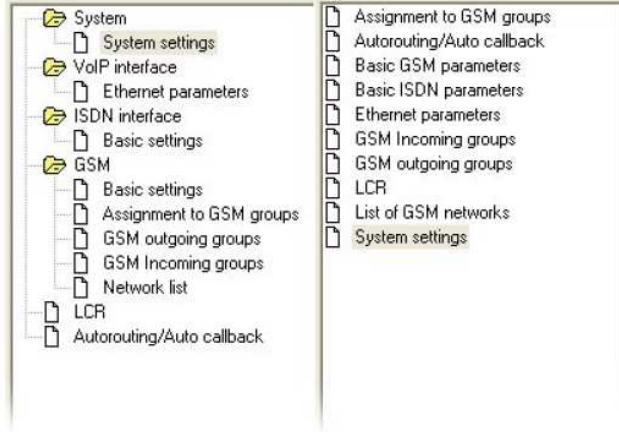 System
System settings
VoIP interface
Ethernet parameters
ISDN interface
Basic settings
GSM
Basic settings
Assignment to GSM groups
GSM outgoing groups
GSM Incoming groups
Network list
LCR
Autorouting/Auto callback
Assignment to GSM groups
Autorouting/Auto callback
Basic GSM parameters
Basic ISDN parameters
Ethernet parameters
GSM Incoming groups
GSM outgoing groups
LCR
List of GSM networks
System settings